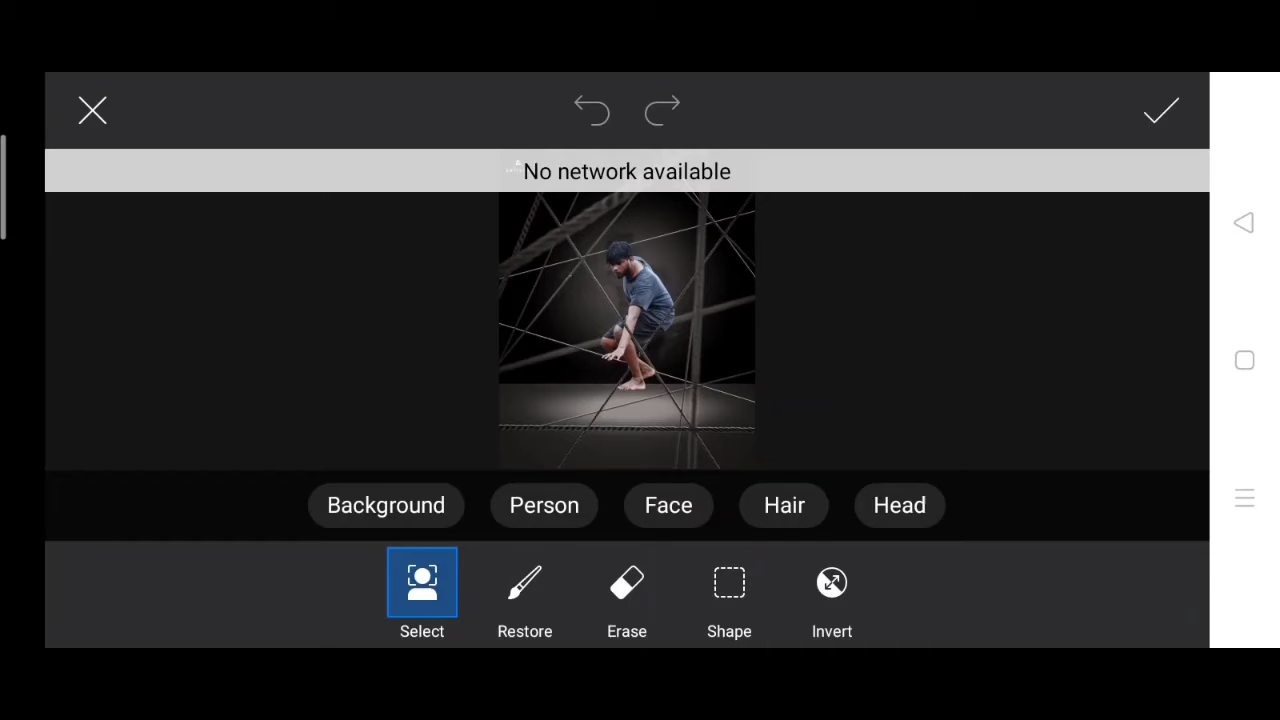 No network available
Background Person Face Hair Head
Select Restore Erase Shape Invert